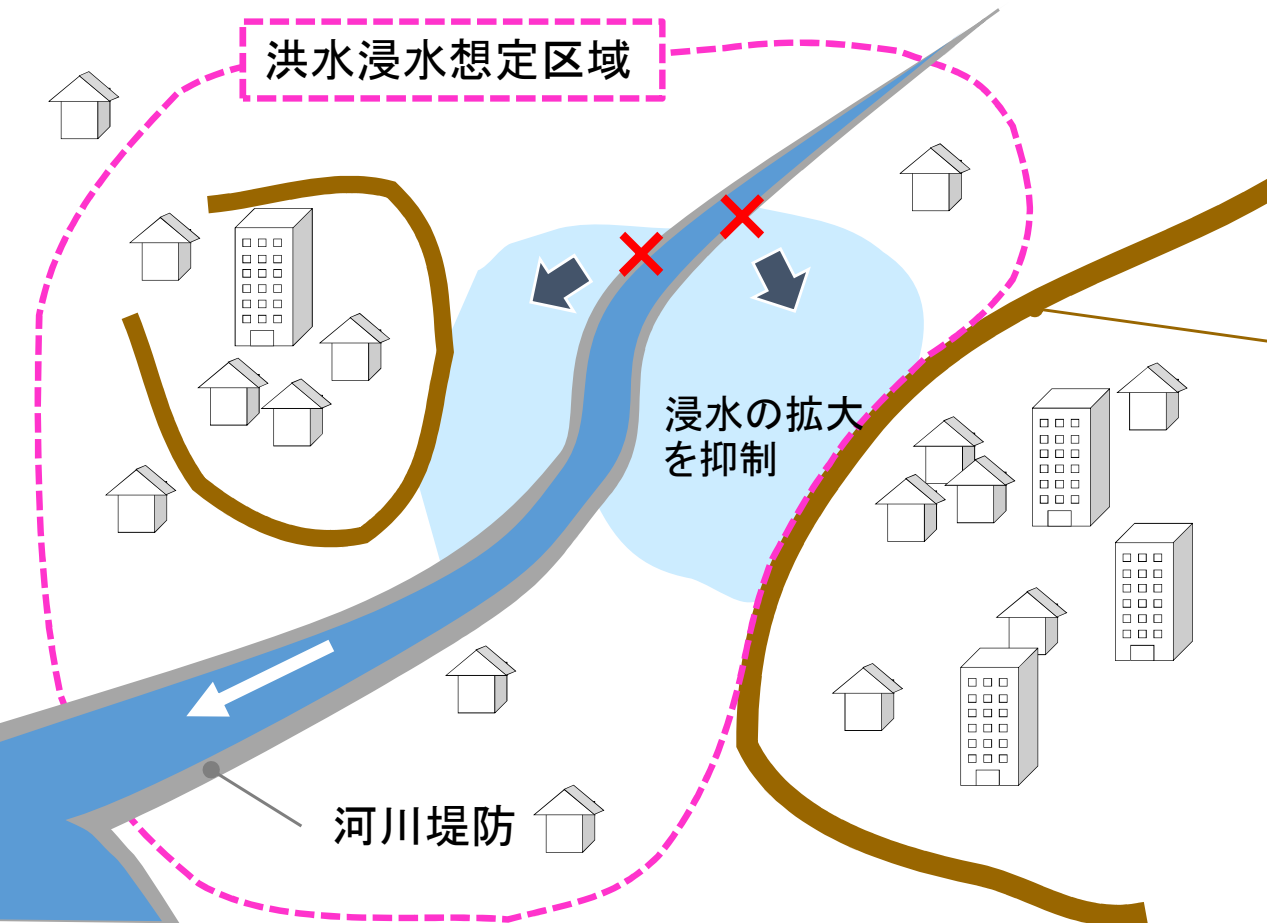 洪水浸水想定区域
浸水の拡大
を抑制
河川堤防